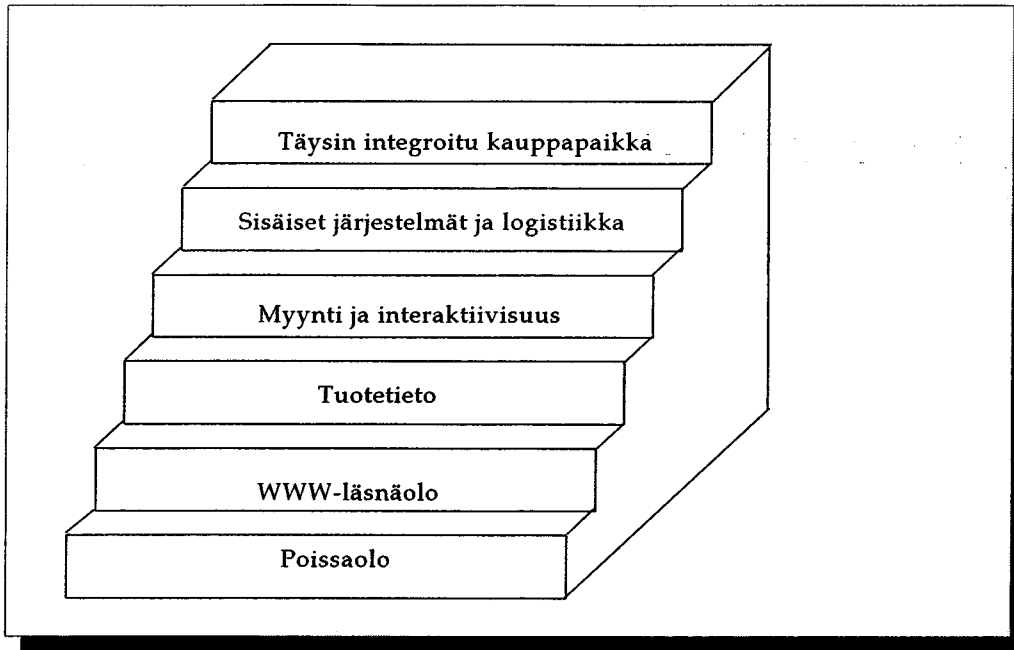 Täysin integroitu kauppapaikka
Sisäiset järjestelmät ja logistiikka
Myynti ja interaktiivisuus
Tuotetieto
WWW-läsnäolo
Poissaolo